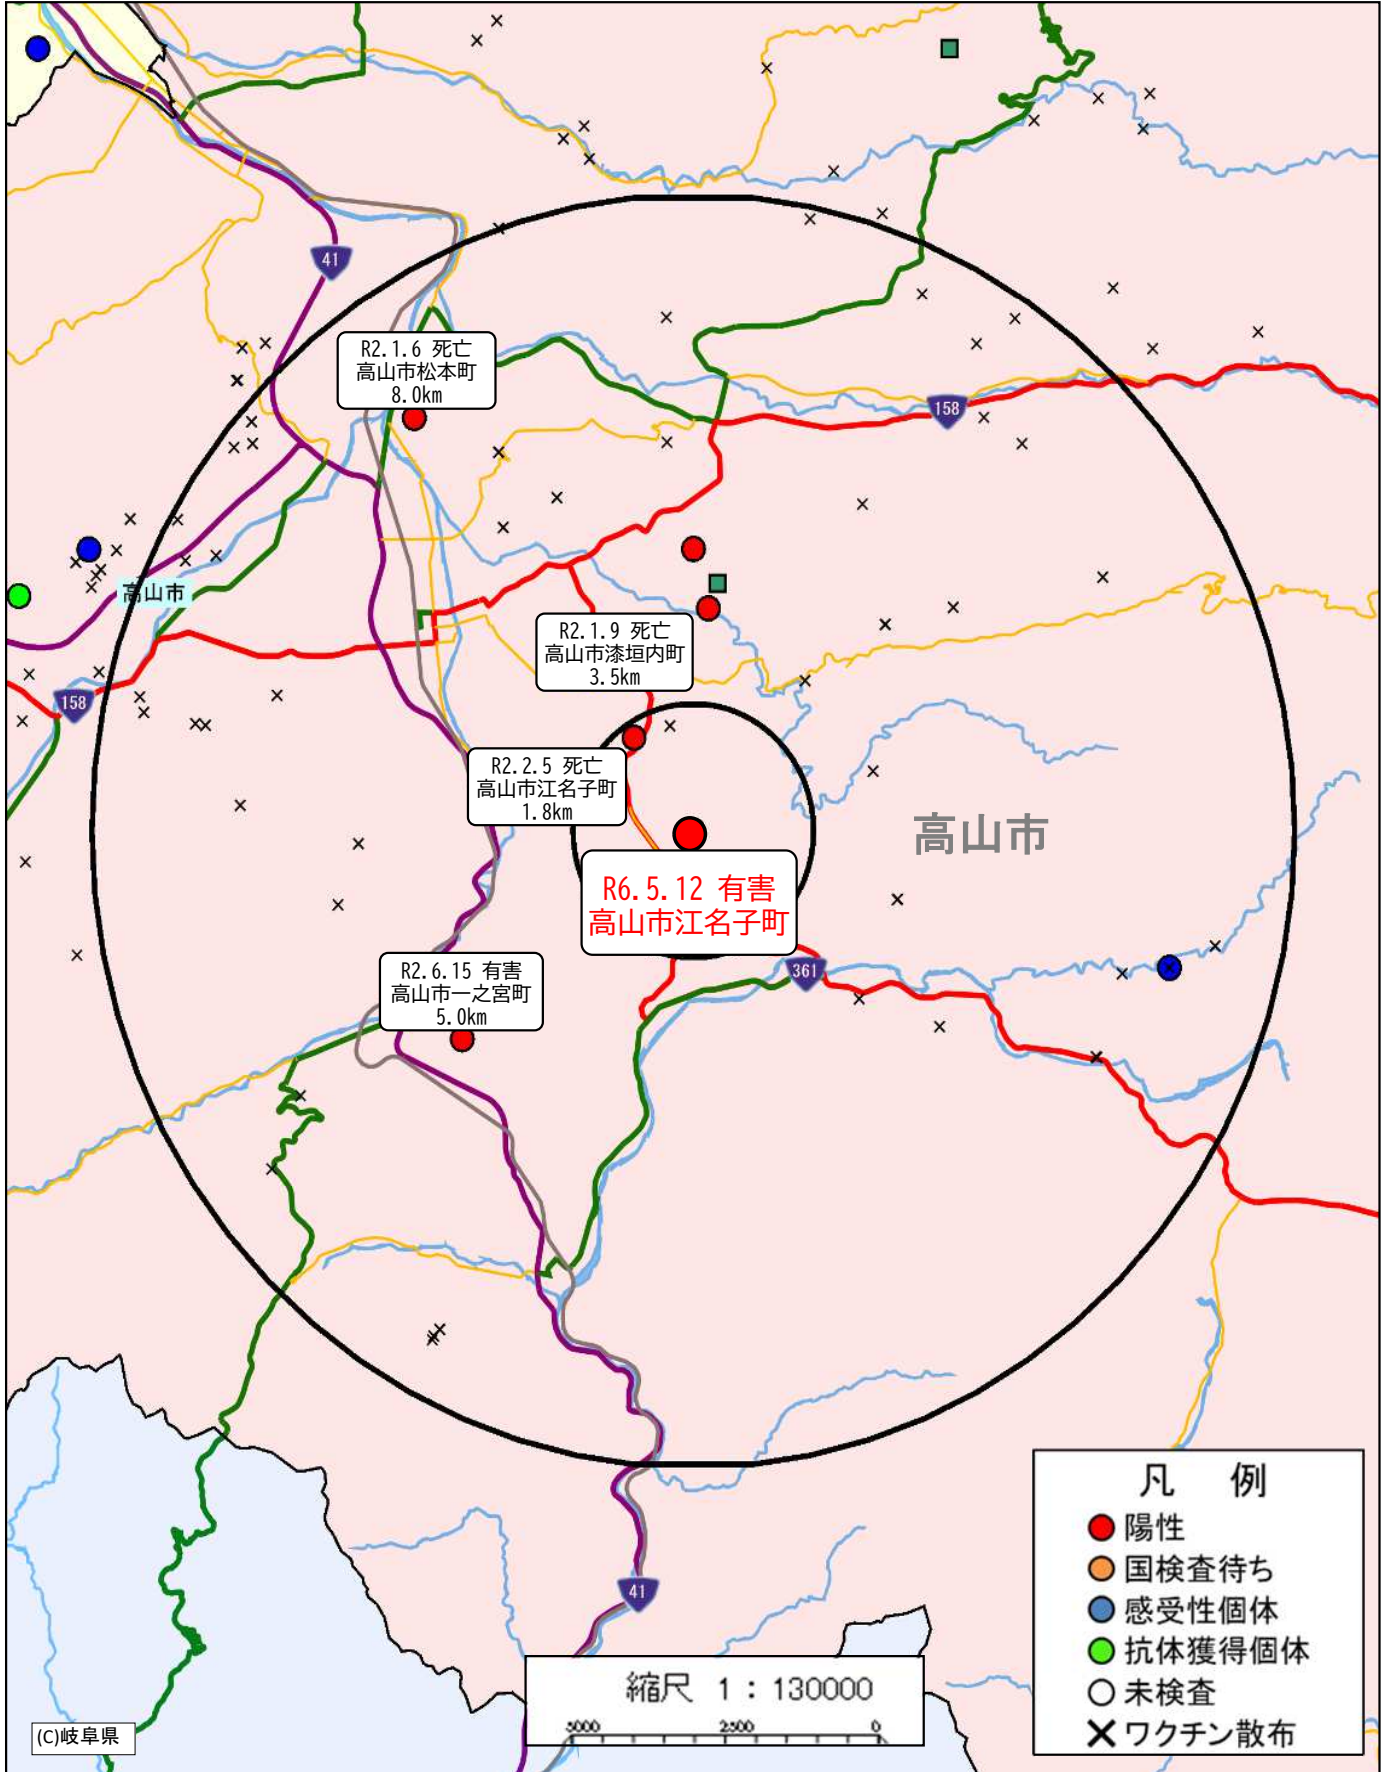 41
R2.1.6 死亡
高山市松本町
8.0km
158
高山市
R2.1.9 死亡
高山市漆垣内町
3.5km
158
R2.2.5 死亡
高山市江名子町
1.8km
高山市
R6.5.12 有害
高山市江名子町
R2.6.15 有害
高山市一之宮町
5.0km
361
41
凡 例
陽性
国検査待ち
感受性個体
抗体獲得個体
未検査
ワクチン散布
縮尺 1：130000
5000 2500 0
(C)岐阜県